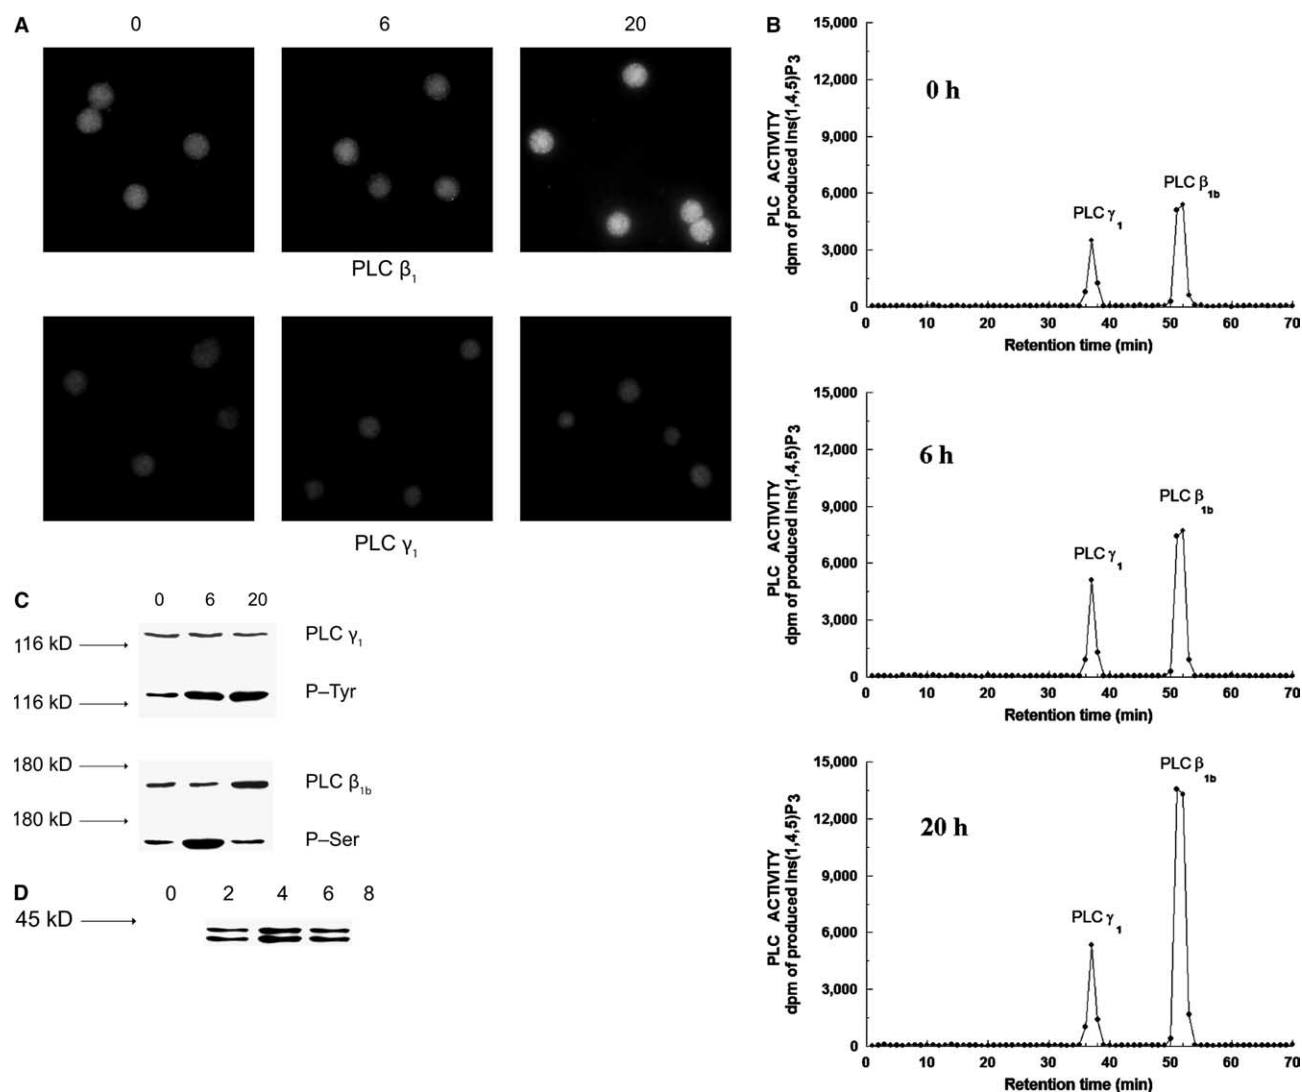 A
0 6 20
PLC β1
PLC γ1
B
15,000
12,000
9,000
6,000
3,000
0
PLC ACTIVITY
dpm of produced Ins(1,4,5)P3
0 h
PLC γ1
PLC β1b
0 10 20 30 40 50 60 70
Retention time (min)
15,000
12,000
9,000
6,000
3,000
0
PLC ACTIVITY
dpm of produced Ins(1,4,5)P3
6 h
PLC γ1
PLC β1b
0 10 20 30 40 50 60 70
Retention time (min)
15,000
12,000
9,000
6,000
3,000
0
PLC ACTIVITY
dpm of produced Ins(1,4,5)P3
20 h
PLC γ1
PLC β1b
0 10 20 30 40 50 60 70
Retention time (min)
C
0 6 20
116 kD PLC γ1
116 kD P–Tyr
180 kD PLC β1b
180 kD P–Ser
D
0 2 4 6 8
45 kD